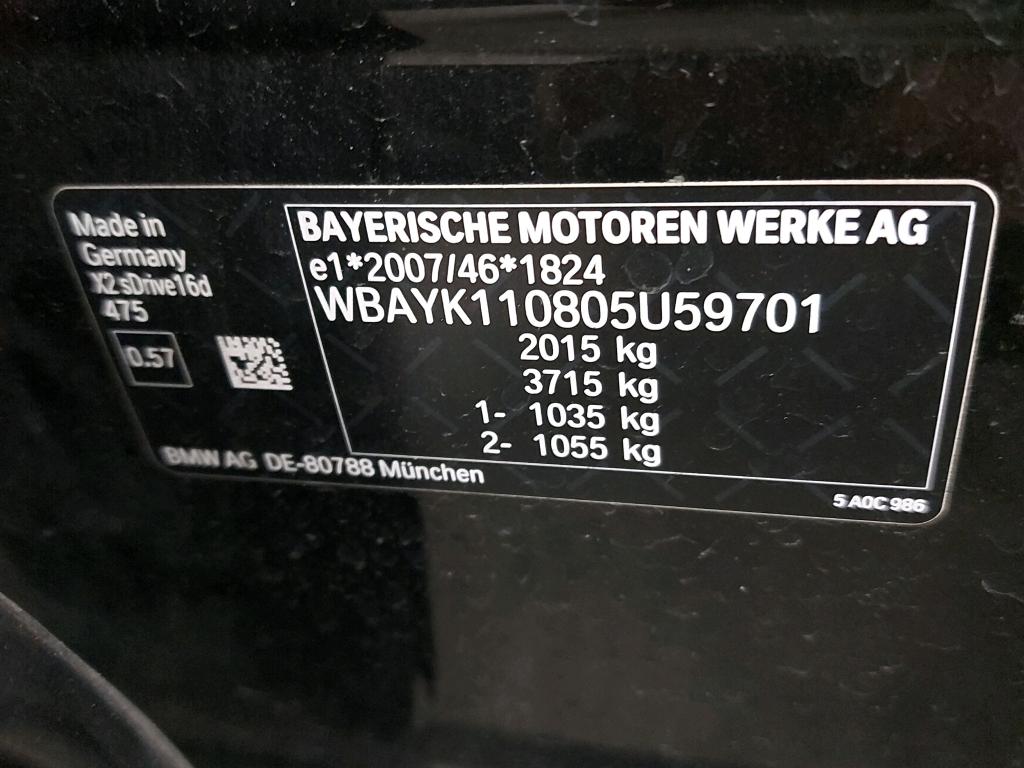 Made in
Germany
X2 sDrive16d
475
0.57
BAYERISCHE MOTOREN WERKE AG
e1*2007/46*1824
WBAYK110805U59701
2015 kg
3715 kg
1- 1035 kg
2- 1055 kg
BMW AG DE-80788 München
5 A0C 986